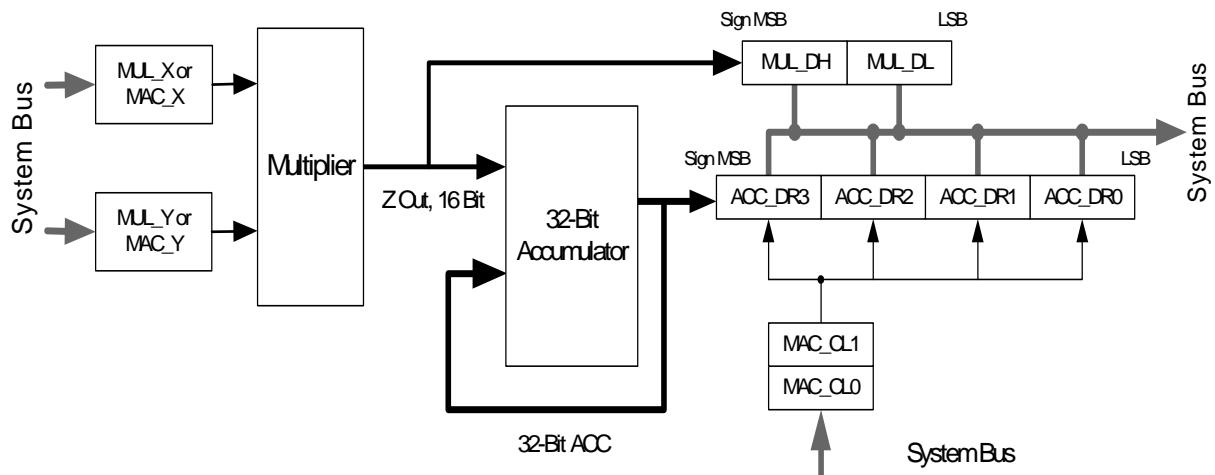 Sign MSB
LSB
MUL_X or
MAC_X
MUL_DH
MUL_DL
System Bus
Multiplier
Sign MSB
LSB
System Bus
Z Out, 16 Bit
32-Bit
Accumulator
ACC_DR3
ACC_DR2
ACC_DR1
ACC_DR0
MUL_Y or
MAC_Y
MAC_CL1
MAC_CL0
32-Bit ACC
System Bus